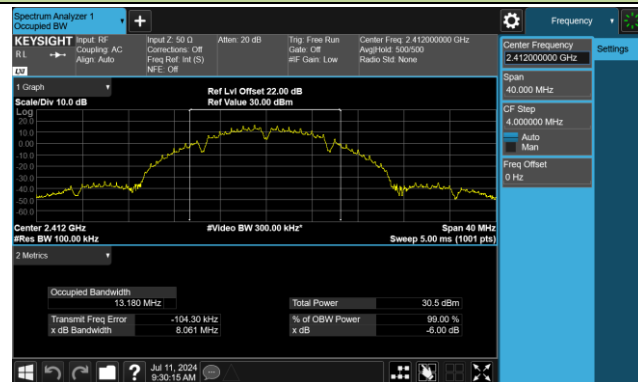 Spectrum Analyzer 1
Occupied BW
+
Frequency
KEYSIGHT
RL
Input: RF
Coupling: AC
Align: Auto
Input Z: 50 Ω
Corrections: Off
Freq Ref: Int (S)
NFE: Off
Atten: 20 dB
Trig: Free Run
Gate: Off
#IF Gain: Low
Center Freq: 2.412000000 GHz
Avg|Hold: 500/500
Radio Std: None
LXI
1 Graph
Scale/Div 10.0 dB
Ref Lvl Offset 22.00 dB
Ref Value 30.00 dBm
Log
20.0
10.0
0.00
-10.0
-20.0
-30.0
-40.0
-50.0
-60.0
Center 2.412 GHz
#Res BW 100.00 kHz
#Video BW 300.00 kHz*
Span 40 MHz
Sweep 5.00 ms (1001 pts)
2 Metrics
Occupied Bandwidth
13.180 MHz
Total Power 30.5 dBm
Transmit Freq Error -104.30 kHz
% of OBW Power 99.00 %
x dB Bandwidth 8.061 MHz
x dB -6.00 dB
?
Jul 11, 2024
9:30:15 AM
Center Frequency
2.412000000 GHz
Settings
Span
40.000 MHz
CF Step
4.000000 MHz
Auto
Man
Freq Offset
0 Hz